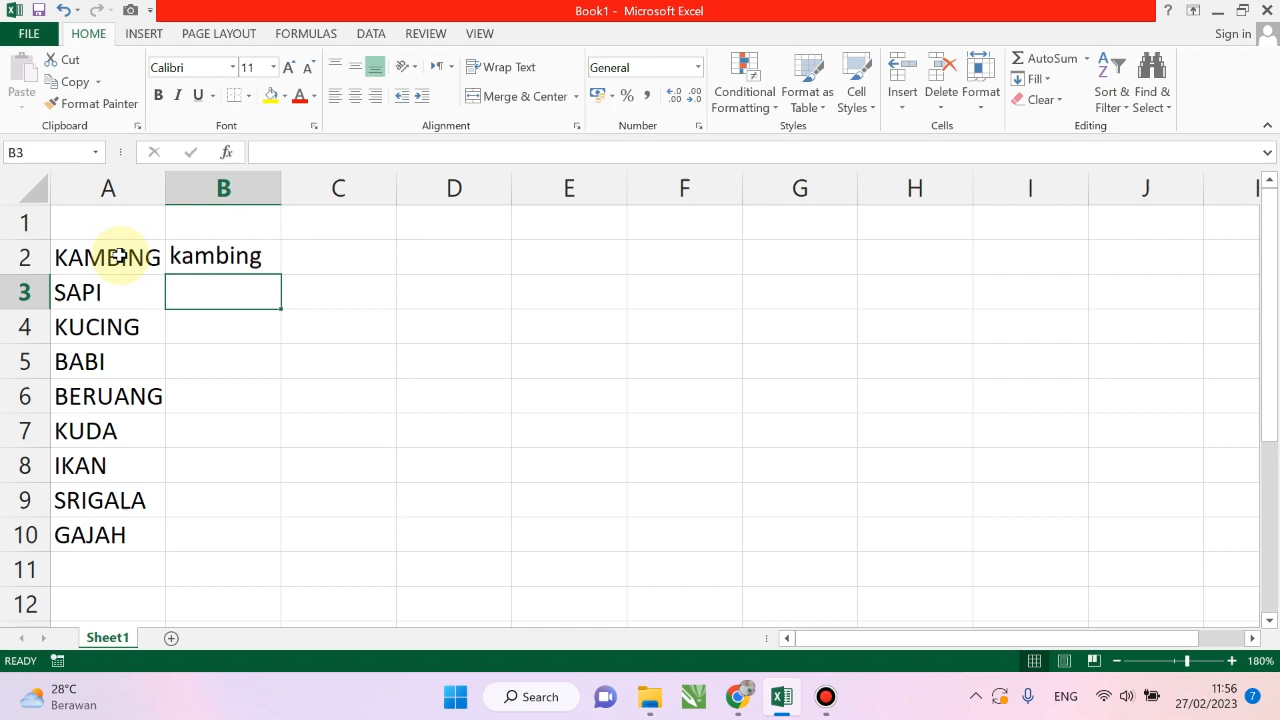 Book1 - Microsoft Excel
?
FILE HOME INSERT PAGE LAYOUT FORMULAS DATA REVIEW VIEW Sign in
Paste
Cut
Copy
Format Painter
Clipboard
Calibri 11
B I U
A
Font
Wrap Text
Merge & Center
Alignment
General
%
Number
Conditional Formatting
Format as Table
Cell Styles
Styles
Insert Delete Format
Cells
AutoSum
Fill
Clear
Sort & Filter
Find & Select
Editing
B3 fx
A B C D E F G H I J
1
2 KAMBING kambing
3 SAPI
4 KUCING
5 BABI
6 BERUANG
7 KUDA
8 IKAN
9 SRIGALA
10 GAJAH
11
12
Sheet1
READY 180%
28°C
Berawan
Search
ENG
11:56
27/02/2023
7